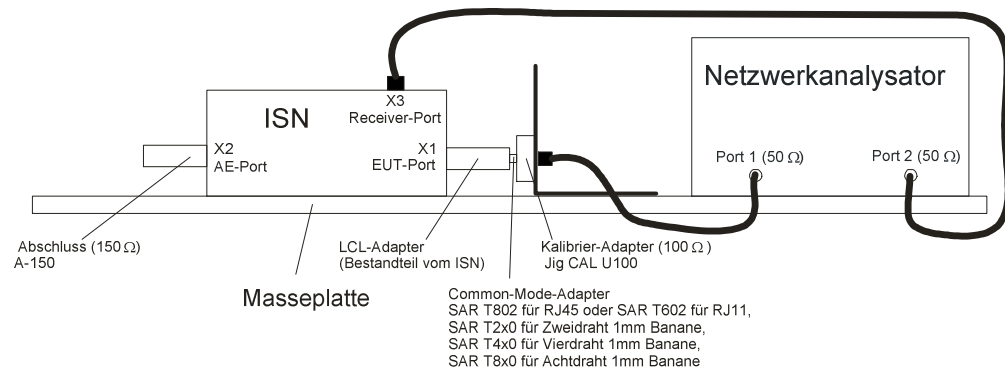 Netzwerkanalysator
X3
Receiver-Port
ISN
X2
AE-Port
X1
EUT-Port
Port 1 (50 Ω)
Port 2 (50 Ω)
Abschluss (150 Ω)
A-150
LCL-Adapter
(Bestandteil vom ISN)
Kalibrier-Adapter (100 Ω )
Jig CAL U100
Masseplatte
Common-Mode-Adapter
SAR T802 für RJ45 oder SAR T602 für RJ11,
SAR T2x0 für Zweidraht 1mm Banane,
SAR T4x0 für Vierdraht 1mm Banane,
SAR T8x0 für Achtdraht 1mm Banane